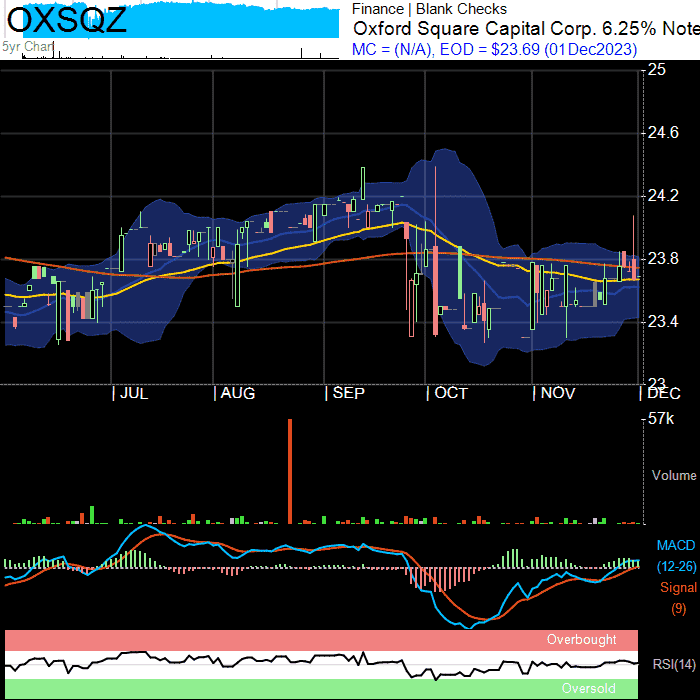 OXSQZ
5yr Chart
Finance | Blank Checks
Oxford Square Capital Corp. 6.25% Note
MC = (N/A), EOD = $23.69 (01Dec2023)
25
24.6
24.2
23.8
23.4
23
| JUL | AUG | SEP | OCT | NOV | DEC
57k
Volume
MACD
(12-26)
Signal
(9)
Overbought
RSI(14)
Oversold